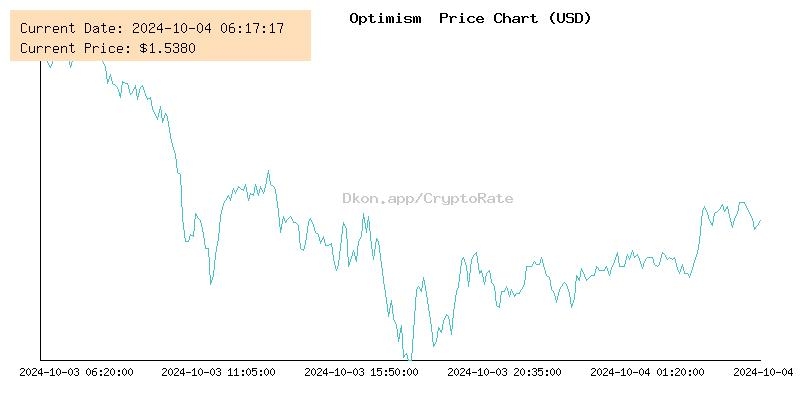 Optimism Price Chart (USD)
Current Date: 2024-10-04 06:17:17
Current Price: $1.5380
Dkon.app/CryptoRate
2024-10-03 06:20:00 2024-10-03 11:05:00 2024-10-03 15:50:00 2024-10-03 20:35:00 2024-10-04 01:20:00 2024-10-04